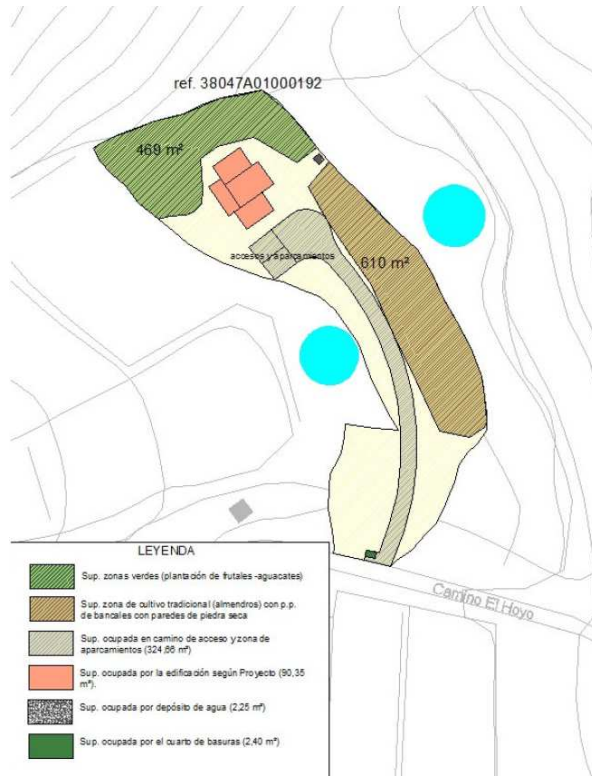 ref. 38047A01000192
469 m²
accesos y aparcamientos
610 m²
LEYENDA
Sup. zonas verdes (plantación de frutales -aguacates)
Sup. zona de cultivo tradicional (almendros) con p.p.
de bancales con paredes de piedra seca
Sup. ocupada en camino de acceso y zona de
aparcamientos (324,66 m²)
Sup. ocupada por la edificación según Proyecto (90,35
m²).
Sup. ocupada por depósito de agua (2,25 m²)
Sup. ocupada por el cuarto de basuras (2,40 m²)
Camino El Hoyo